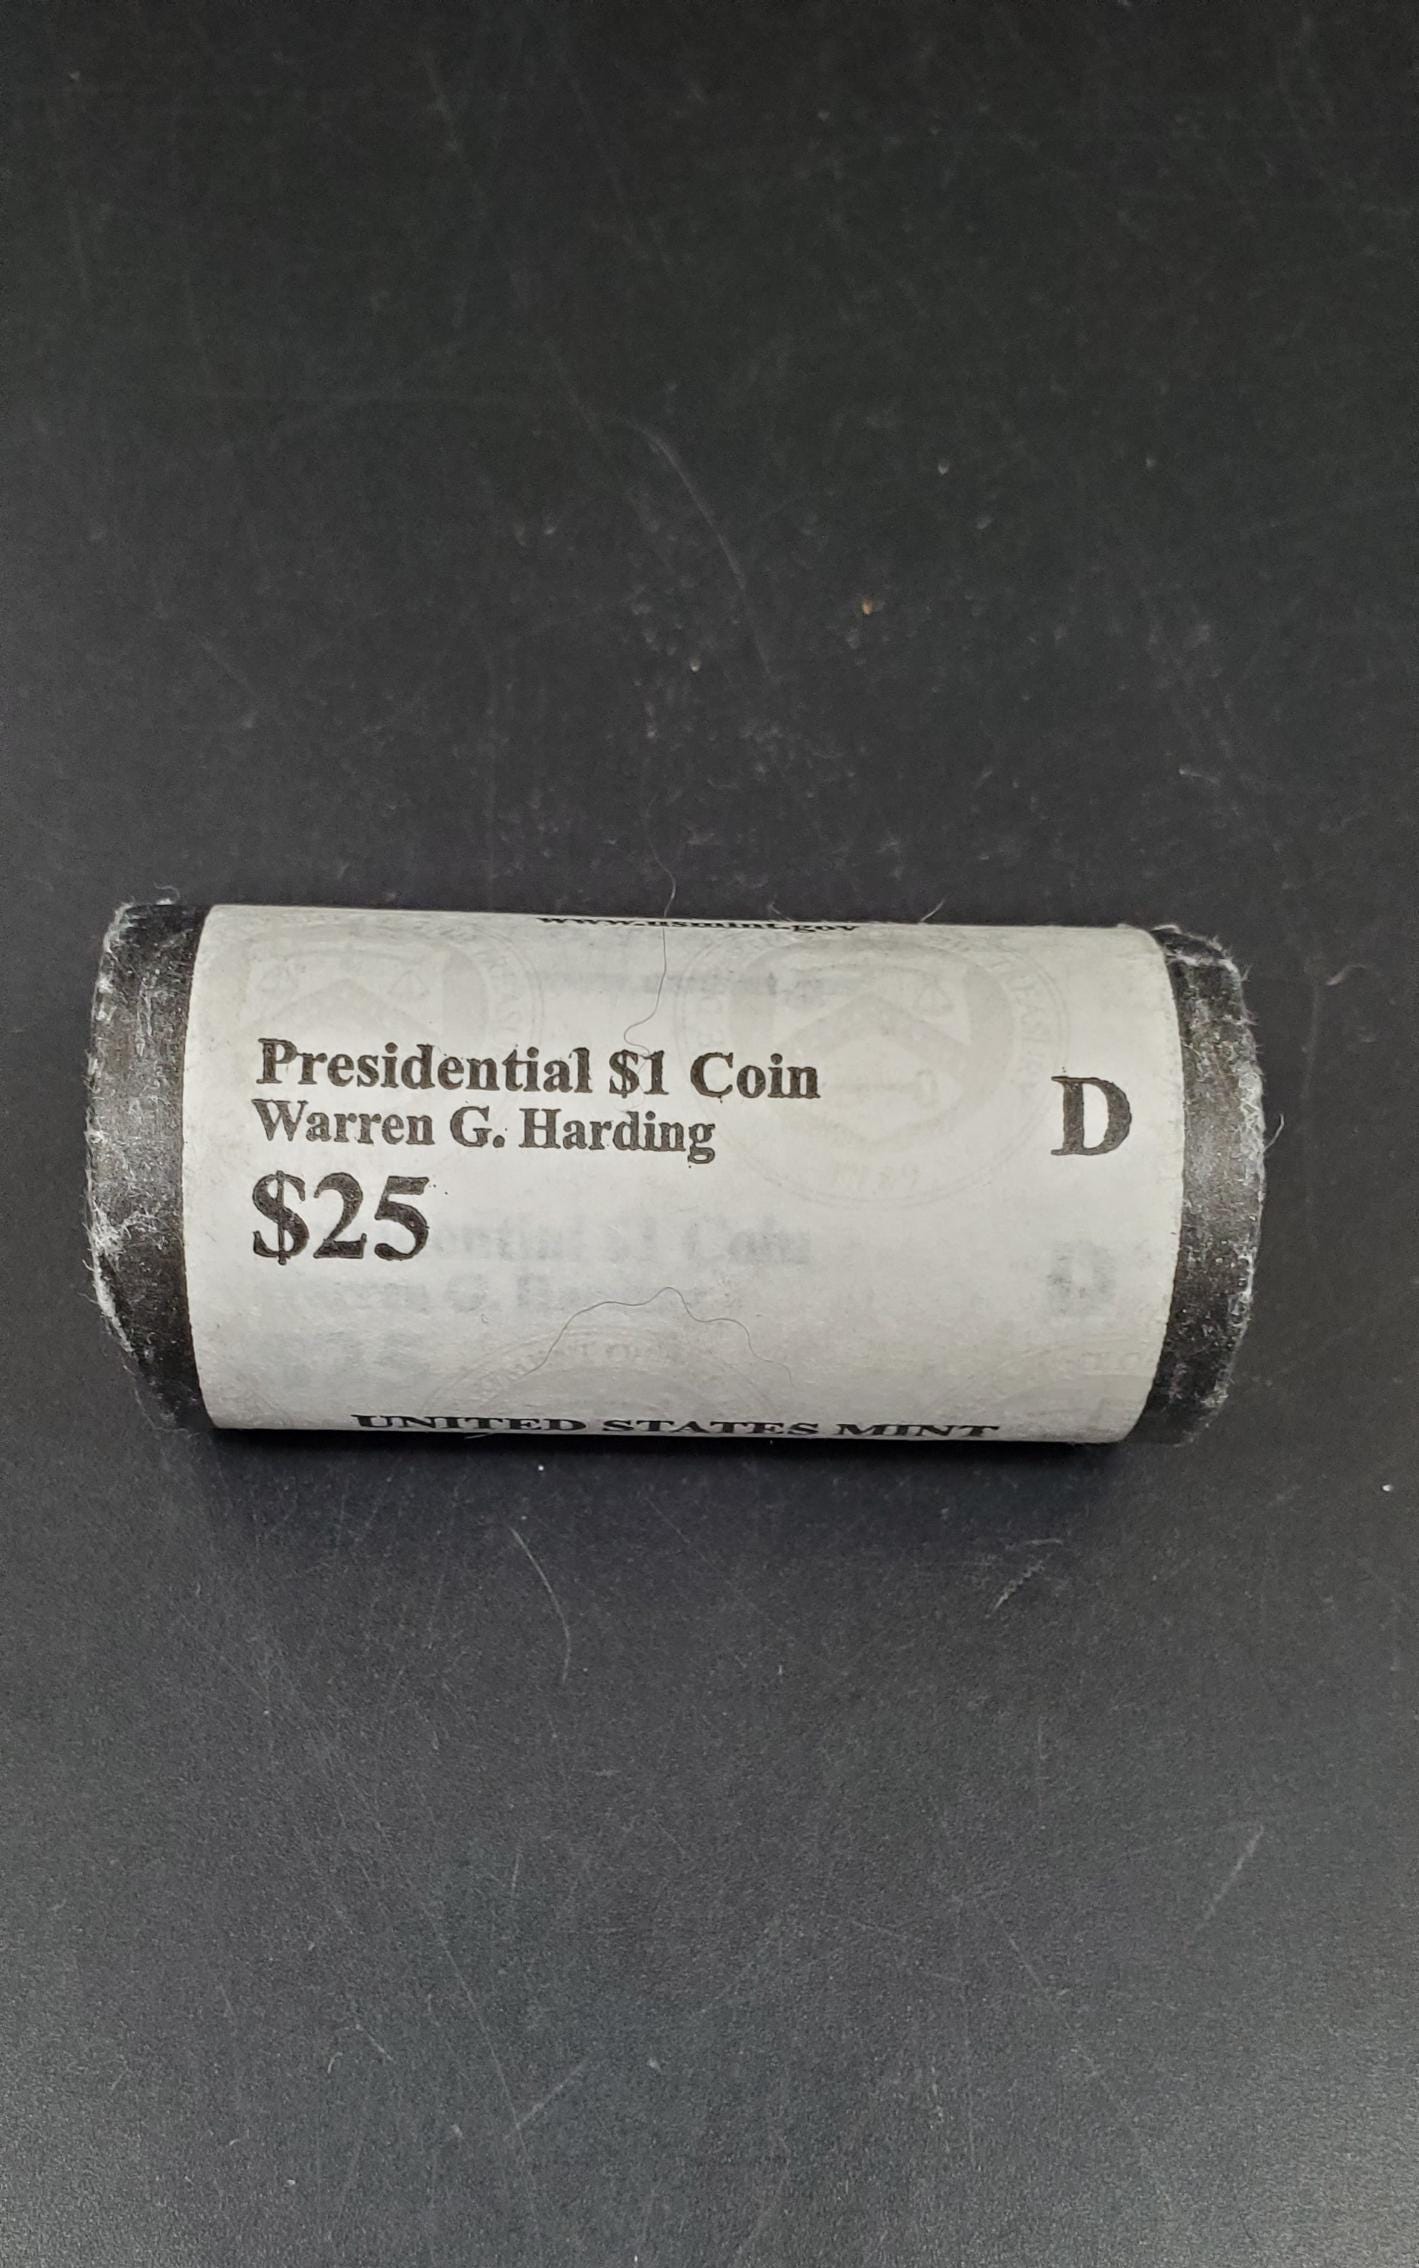 www.usmint.gov
Presidential $1 Coin
Warren G. Harding
$25
D
UNITED STATES MINT